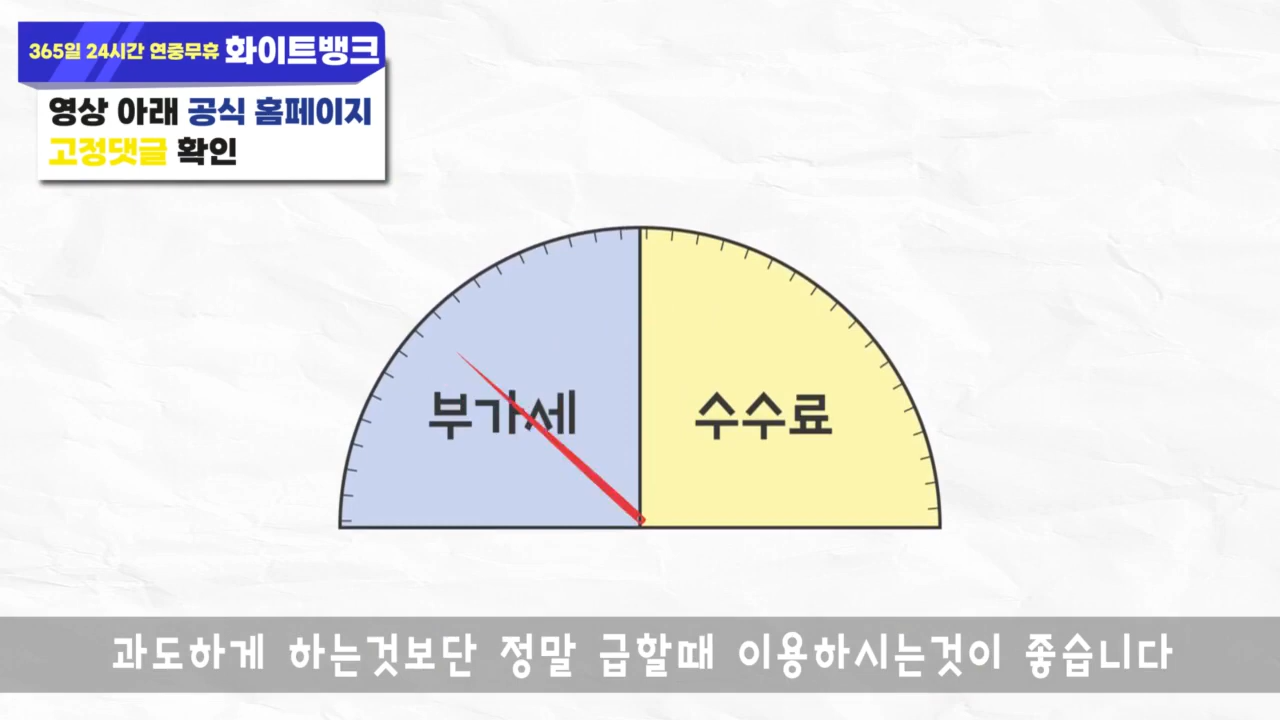 365일 24시간 연중무휴 화이트뱅크
영상 아래 공식 홈페이지
고정댓글 확인
부가세
수수료
과도하게 하는것보단 정말 급할때 이용하시는것이 좋습니다